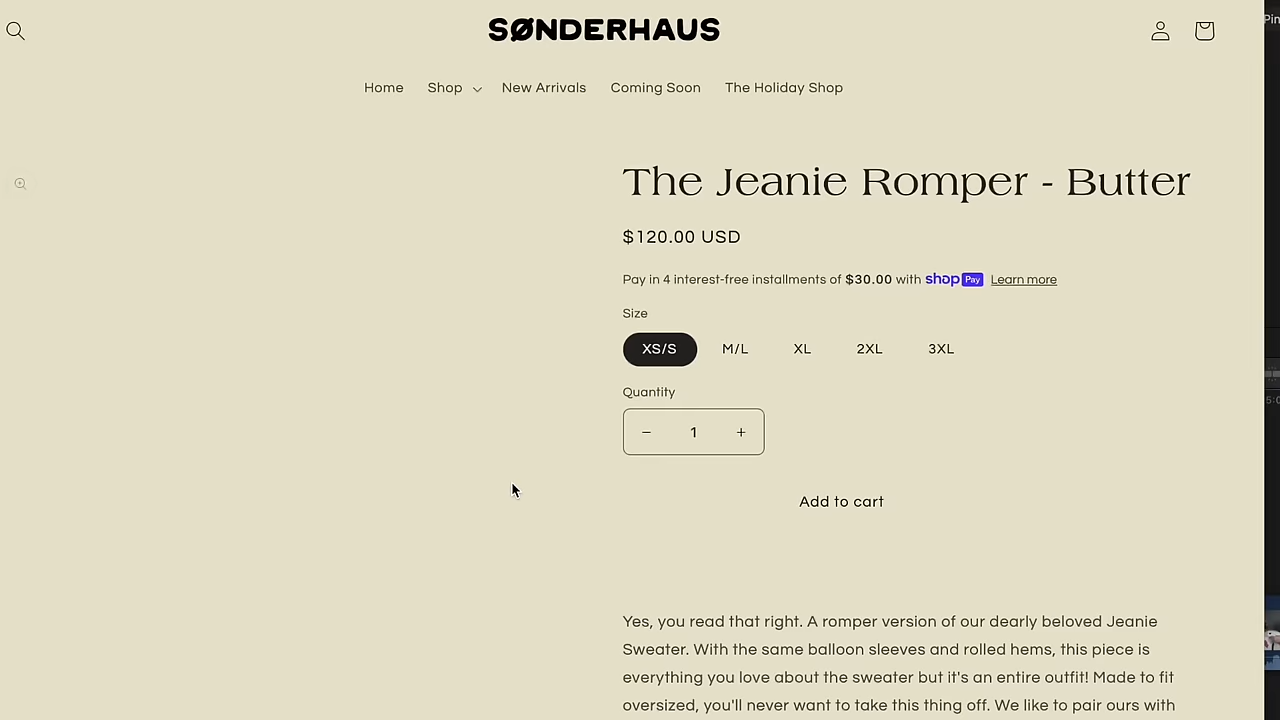 SØNDERHAUS
Home Shop New Arrivals Coming Soon The Holiday Shop
The Jeanie Romper - Butter
$120.00 USD
Pay in 4 interest-free installments of $30.00 with shop Pay Learn more
Size
XS/S M/L XL 2XL 3XL
Quantity
− 1 +
Add to cart
Yes, you read that right. A romper version of our dearly beloved Jeanie
Sweater. With the same balloon sleeves and rolled hems, this piece is
everything you love about the sweater but it's an entire outfit! Made to fit
oversized, you'll never want to take this thing off. We like to pair ours with